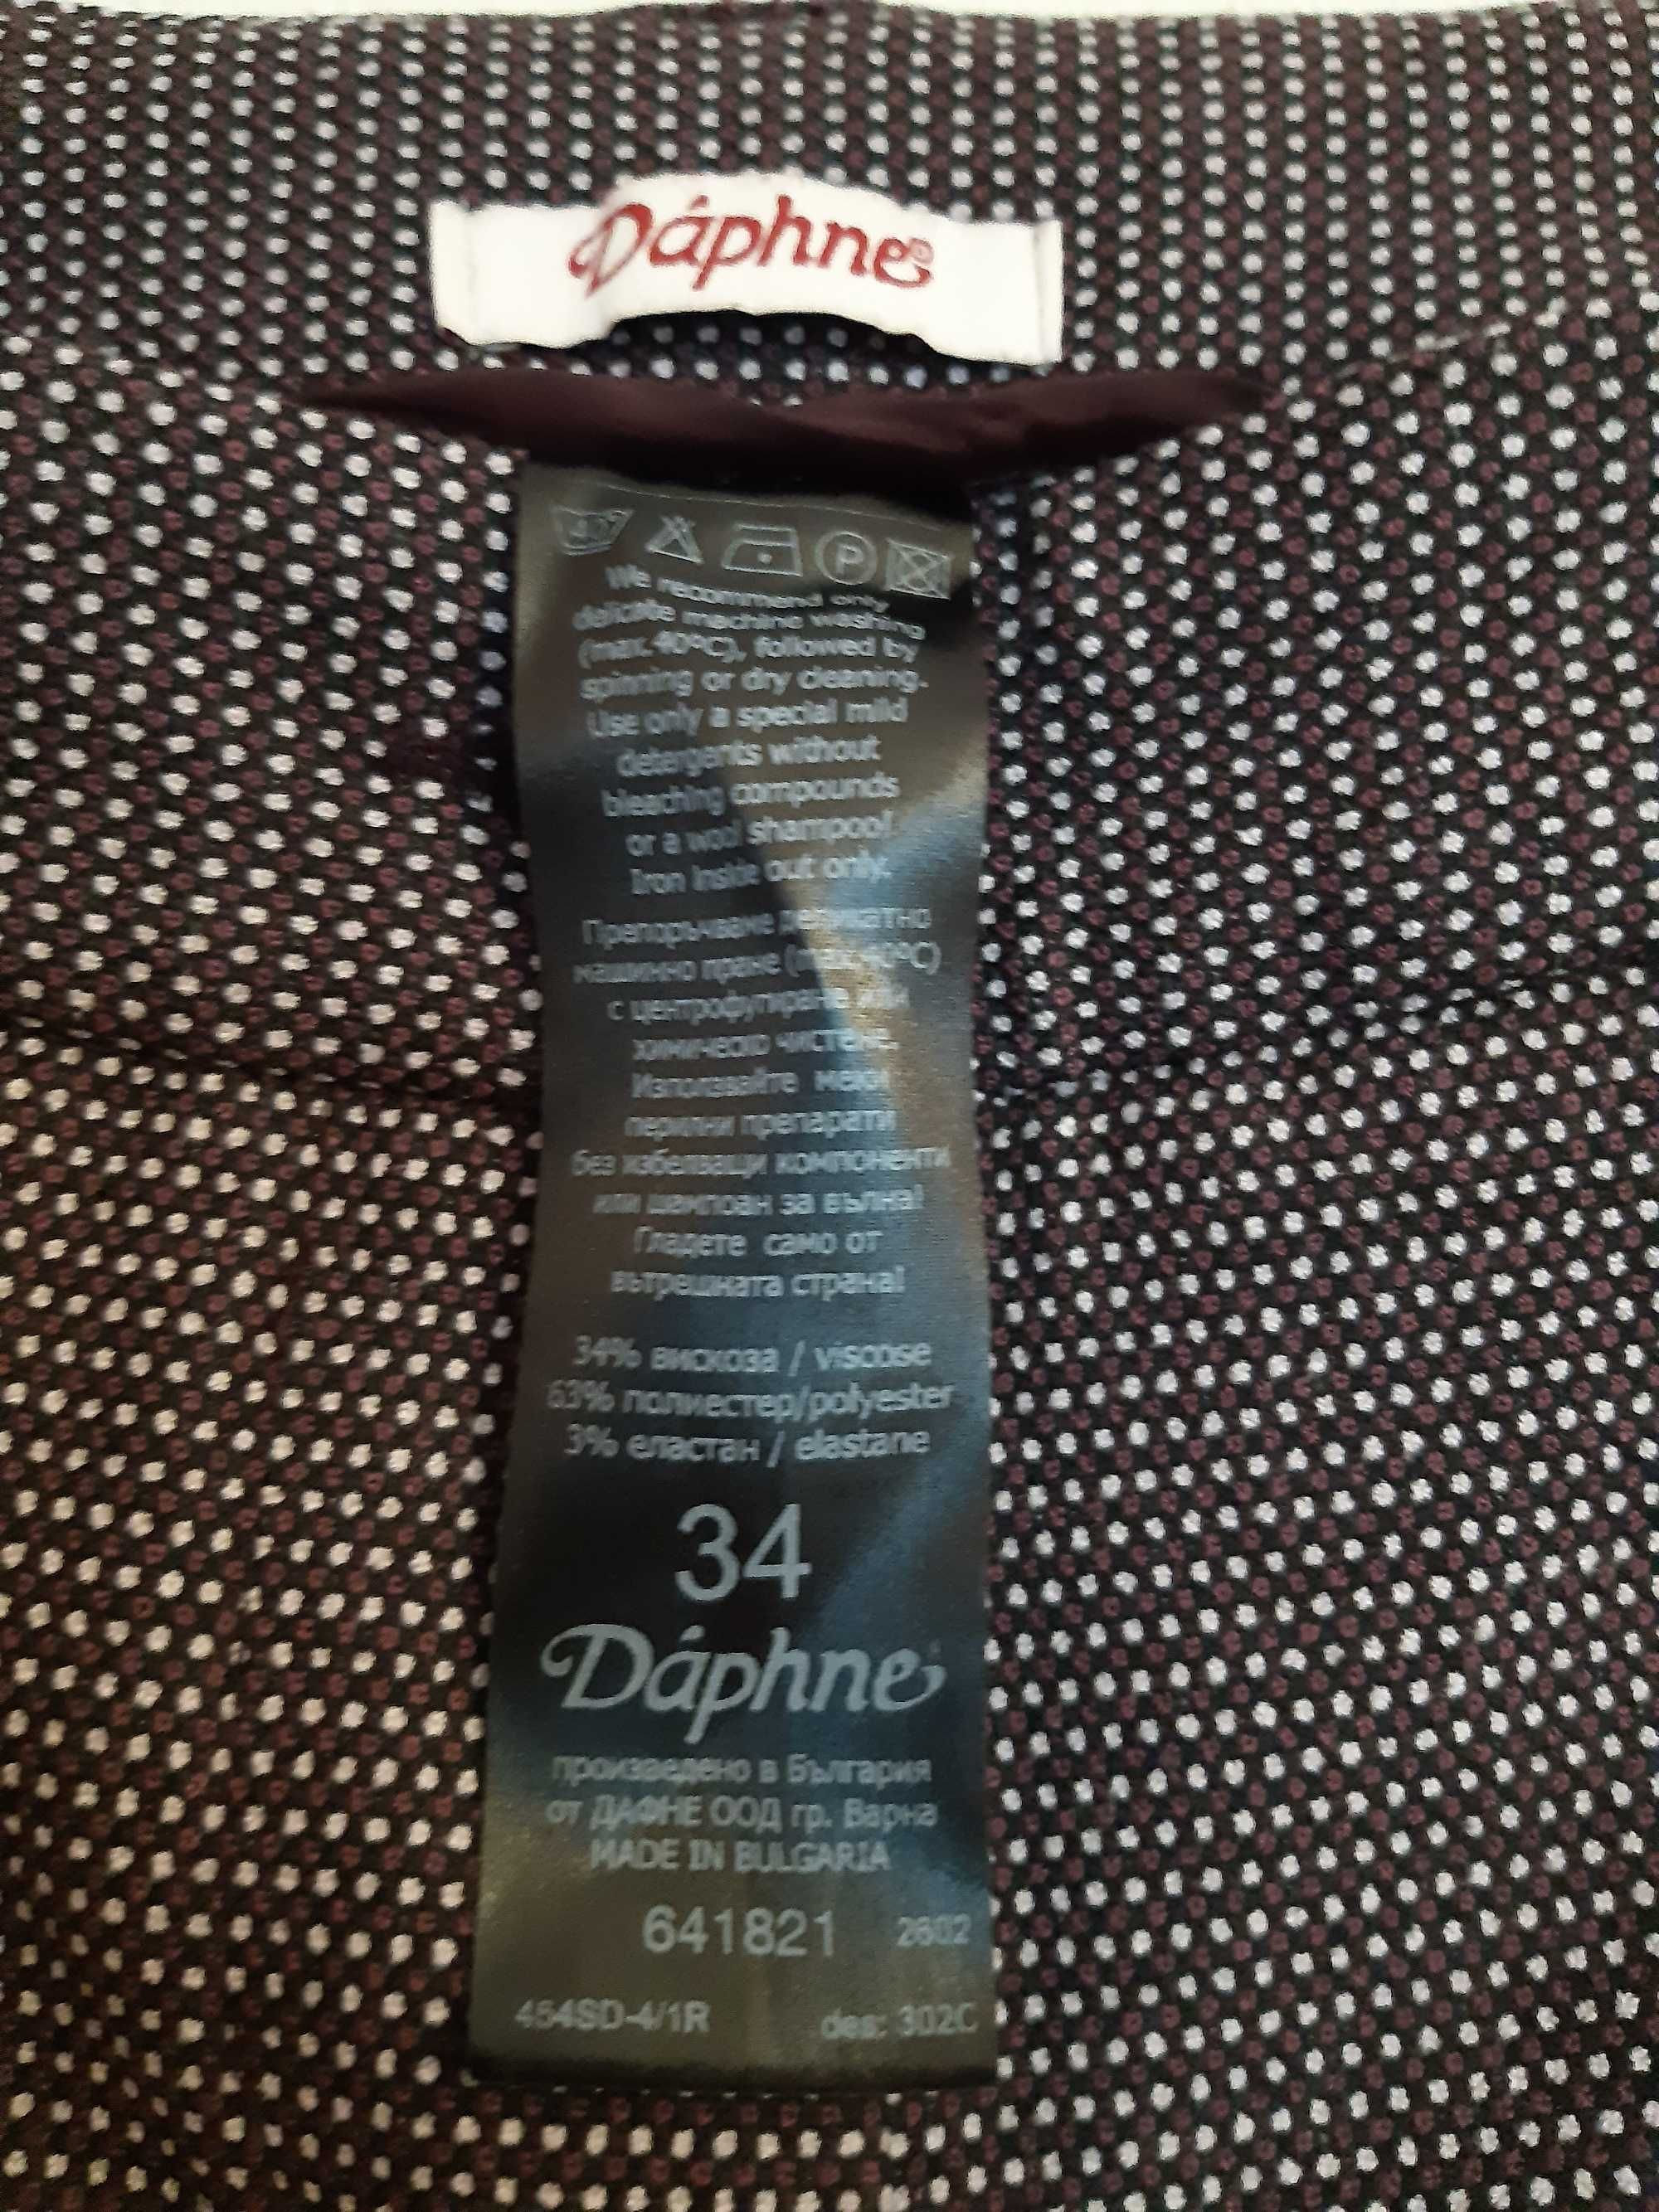 Dáphne®
40°
P
We recommend only
delicate machine washing
(max.40ºC), followed by
spinning or dry cleaning.
Use only a special mild
detergents without
bleaching compounds
or a wool shampoo!
Iron inside out only.
Препоръчваме деликатно
машинно пране (max.40ºC)
с центрофугиране или
химическо чистене.
Използвайте меки
перилни препарати
без избелващи компоненти
или шампоан за вълна!
Гладете само от
вътрешната страна!
34% вискоза / viscose
63% полиестер/polyester
3% еластан / elastane
34
Dáphne
произведено в България
от ДАФНЕ ООД гр. Варна
MADE IN BULGARIA
641821 2602
454SD-4/1R des: 302C